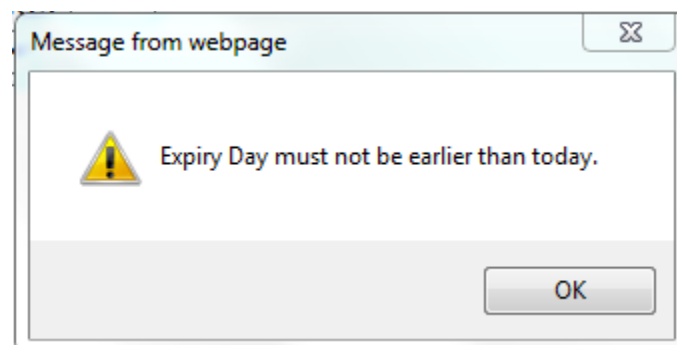 Message from webpage
Expiry Day must not be earlier than today.
OK